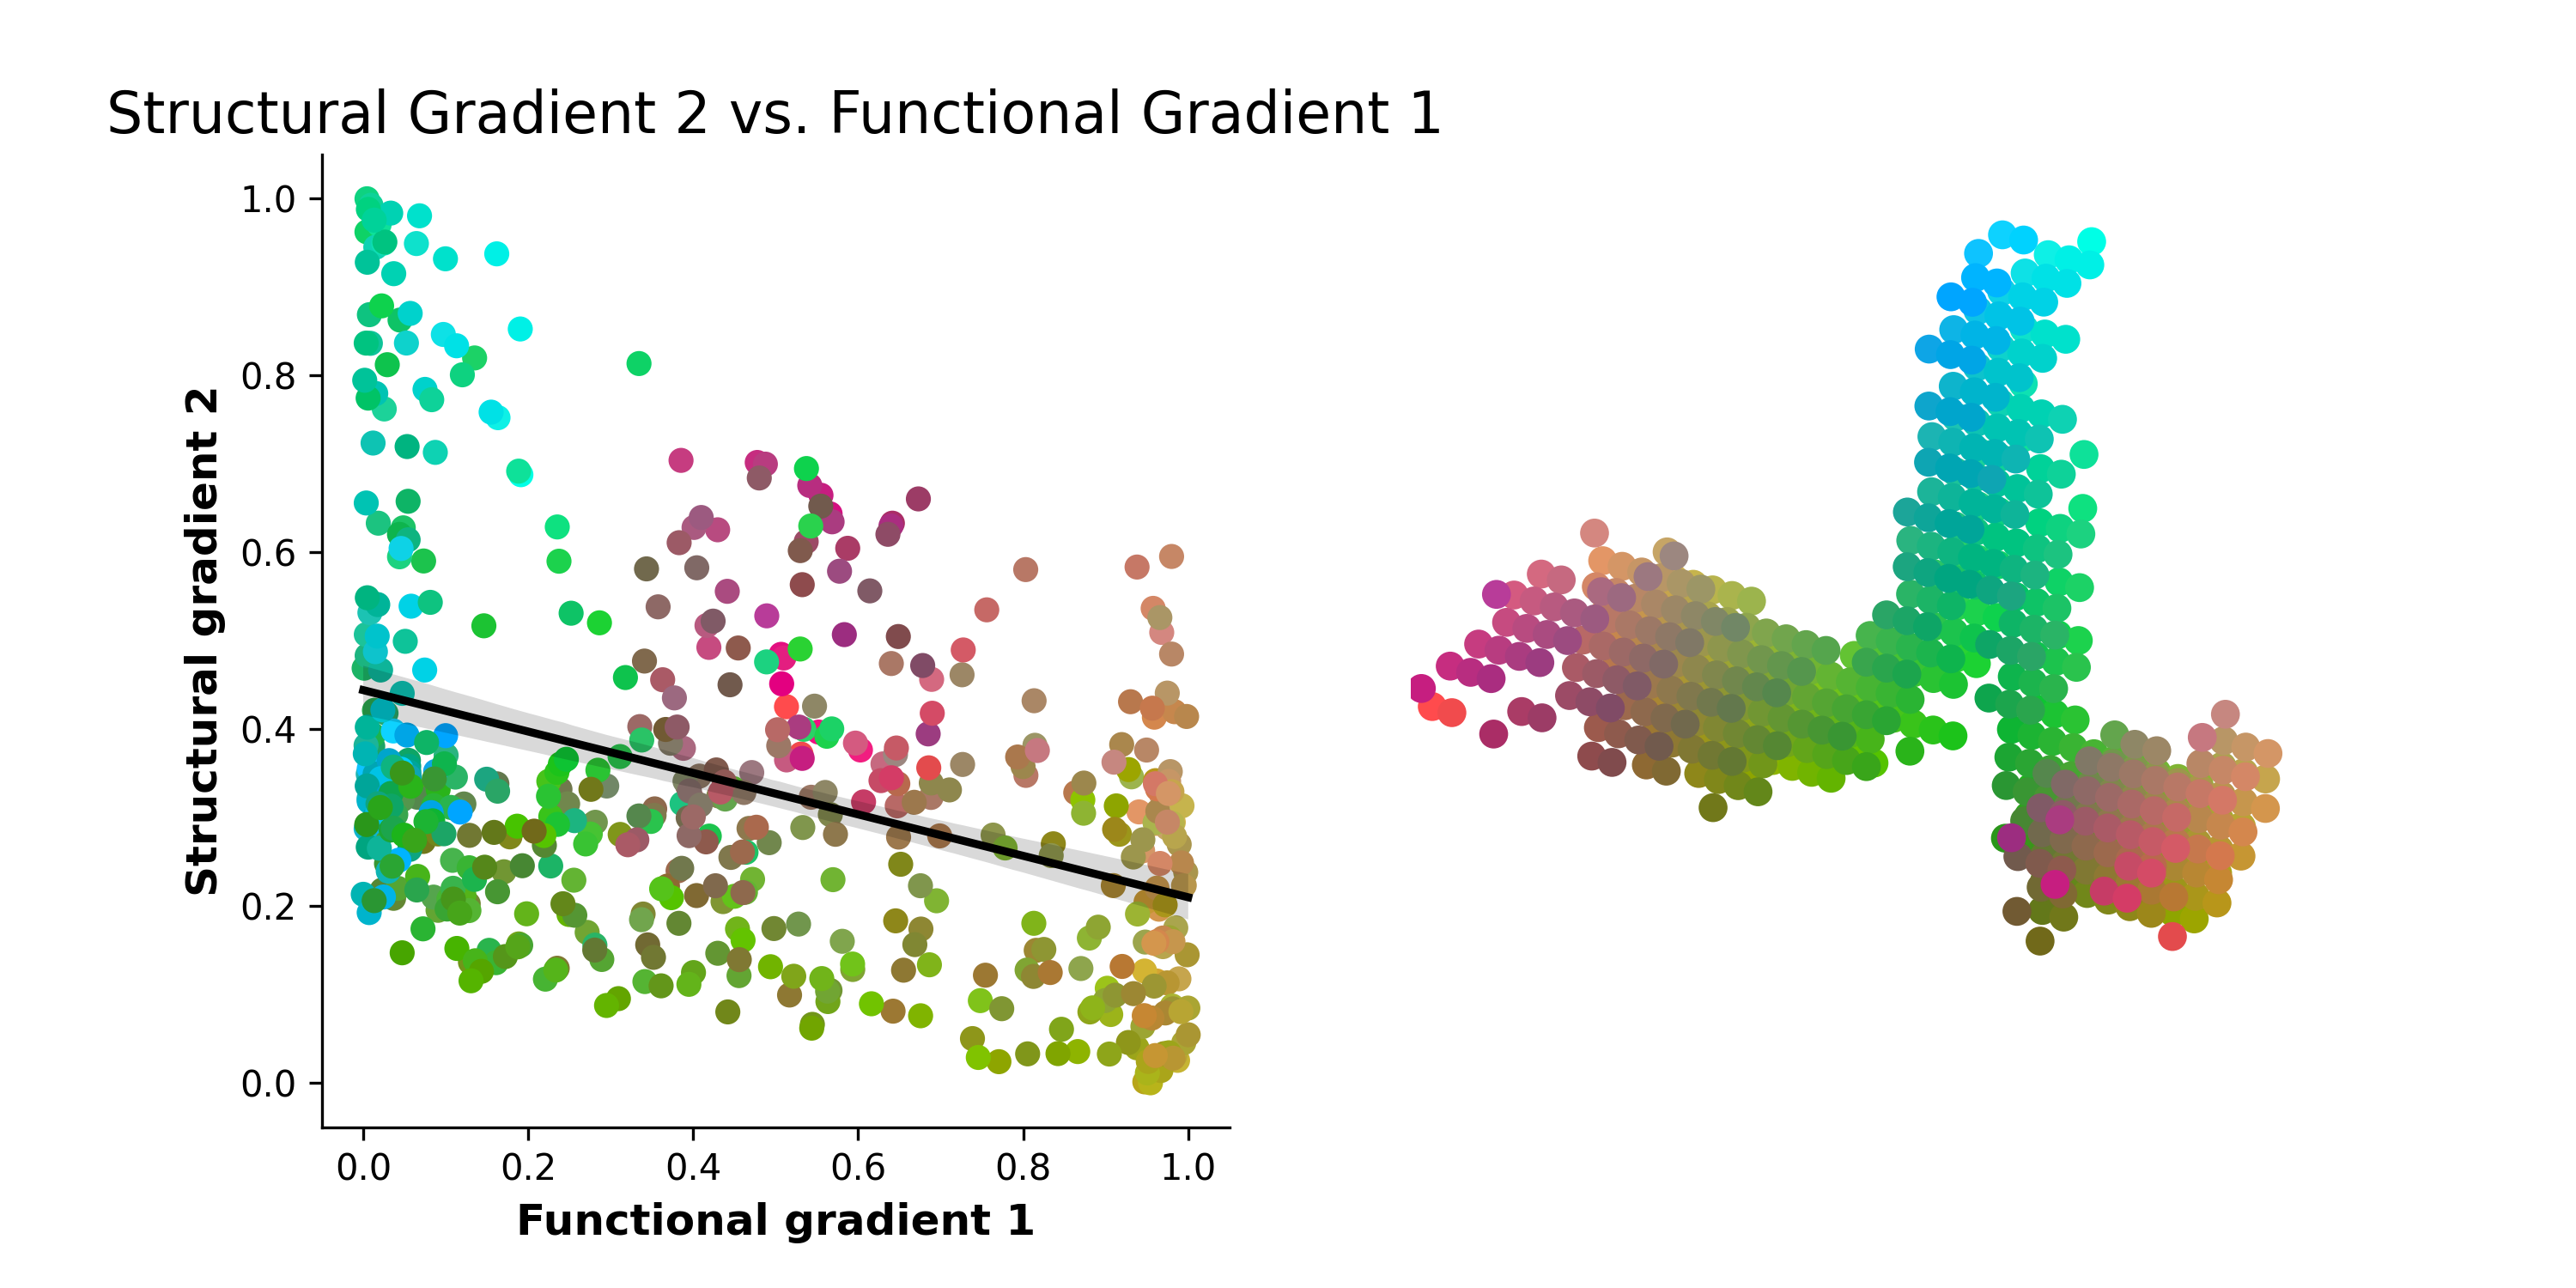 Structural Gradient 2 vs. Functional Gradient 1
1.0
0.8
0.6
0.4
0.2
0.0
Structural gradient 2
0.0 0.2 0.4 0.6 0.8 1.0
Functional gradient 1